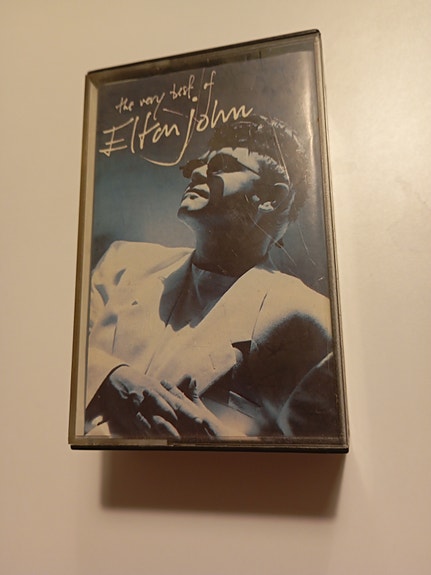 the very best of
Elton john